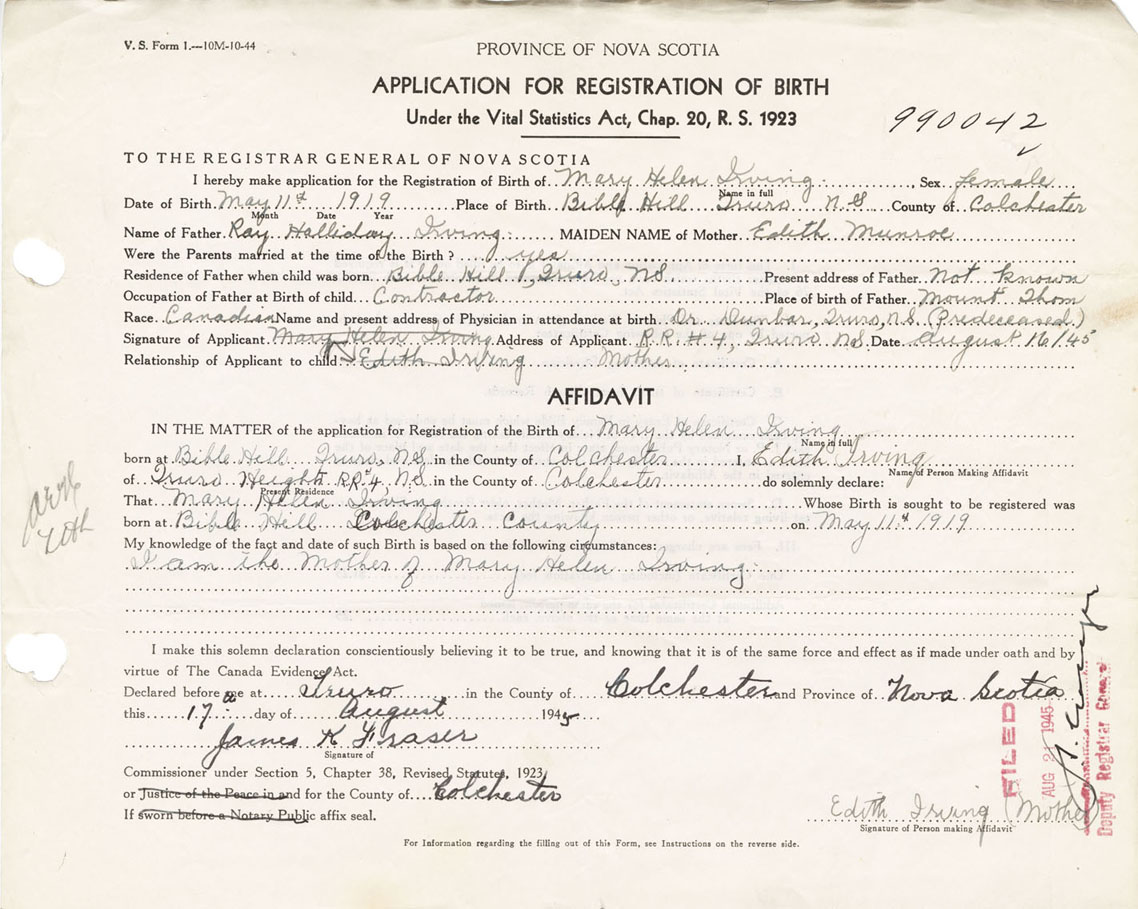 V. S. Form 1.—10M-10-44
PROVINCE OF NOVA SCOTIA
APPLICATION FOR REGISTRATION OF BIRTH
Under the Vital Statistics Act, Chap. 20, R. S. 1923
990042
TO THE REGISTRAR GENERAL OF NOVA SCOTIA
I hereby make application for the Registration of Birth of Mary Helen Irving, Sex female
Name in full
Date of Birth May 11th 1919 Place of Birth Bible Hill Truro N.S. County of Colchester
Month Date Year
Name of Father Ray Halliday Irving MAIDEN NAME of Mother Edith Munroe
Were the Parents married at the time of the Birth? yes
Residence of Father when child was born Bible Hill, Truro, NS. Present address of Father Not known
Occupation of Father at Birth of child Contractor Place of birth of Father Mount Thom
Race Canadian Name and present address of Physician in attendance at birth Dr. Dunbar, Truro, N.S. (Predeceased)
Signature of Applicant Mary Helen Irving Address of Applicant R.R. #4, Truro NS. Date August 16/45
Relationship of Applicant to child Edith Irving Mother
AFFIDAVIT
IN THE MATTER of the application for Registration of the Birth of Mary Helen Irving
Name in full
born at Bible Hill Truro, N.S. in the County of Colchester I, Edith Irving
Name of Person Making Affidavit
of Truro Heights RR#4, N.S. in the County of Colchester do solemnly declare:
Present Residence
That Mary Helen Irving Whose Birth is sought to be registered was
born at Bible Hill Colchester County on May 11th 1919
My knowledge of the fact and date of such Birth is based on the following circumstances:
I am the Mother of Mary Helen Irving
I make this solemn declaration conscientiously believing it to be true, and knowing that it is of the same force and effect as if made under oath and by
virtue of The Canada Evidence Act.
Declared before me at Truro, in the County of Colchester and Province of Nova Scotia
this 17th day of August 1945
James K Fraser
Signature of
Commissioner under Section 5, Chapter 38, Revised Statutes, 1923
or Justice of the Peace in and for the County of Colchester
If sworn before a Notary Public affix seal.
FILED
AUG 2 1945
Deputy Registrar General
Edith Irving (Mother)
Signature of Person making Affidavit
For Information regarding the filling out of this Form, see Instructions on the reverse side.